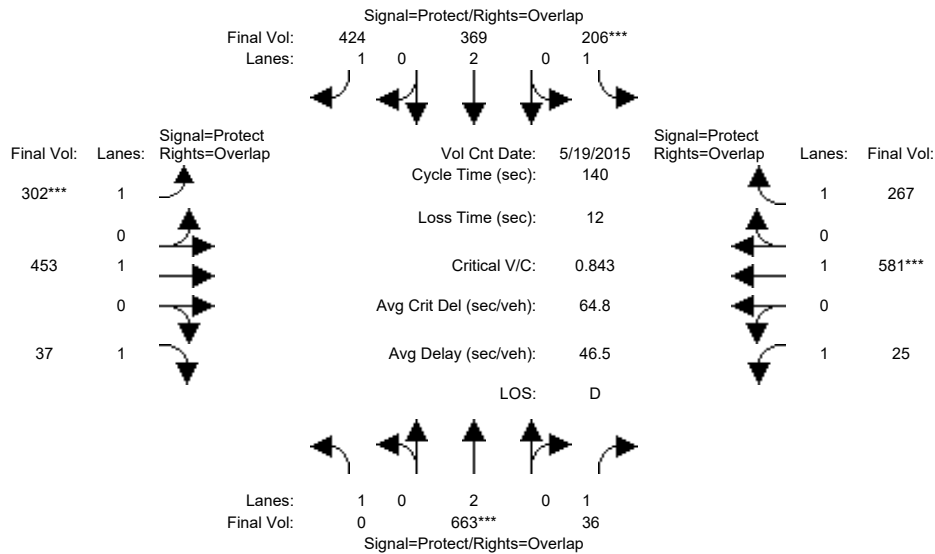 Signal=Protect/Rights=Overlap
Final Vol: 424 369 206***
Lanes: 1 0 2 0 1
Signal=Protect
Final Vol: Lanes: Rights=Overlap
Vol Cnt Date: 5/19/2015
Signal=Protect
Rights=Overlap Lanes: Final Vol:
Cycle Time (sec): 140
302*** 1
1 267
Loss Time (sec): 12
0
0
453 1
Critical V/C: 0.843
1 581***
0
Avg Crit Del (sec/veh): 64.8
0
37 1
Avg Delay (sec/veh): 46.5
1 25
LOS: D
Lanes: 1 0 2 0 1
Final Vol: 0 663*** 36
Signal=Protect/Rights=Overlap